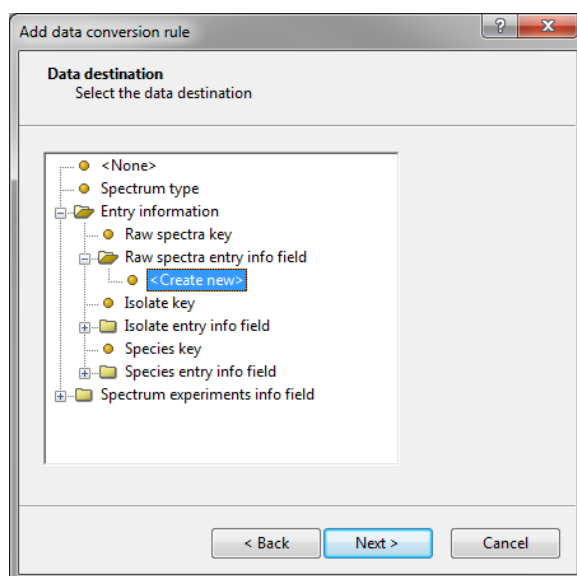 Add data conversion rule
Data destination
Select the data destination
<None>
Spectrum type
Entry information
Raw spectra key
Raw spectra entry info field
<Create new>
Isolate key
Isolate entry info field
Species key
Species entry info field
Spectrum experiments info field
< Back Next > Cancel